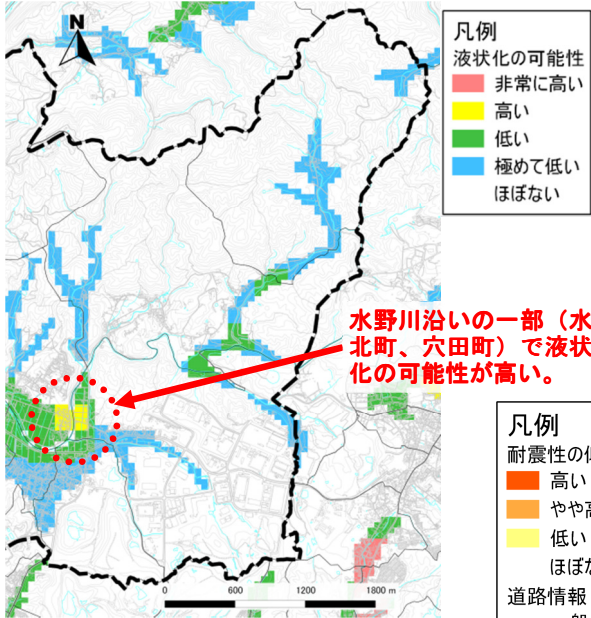 N
凡例
液状化の可能性
非常に高い
高い
低い
極めて低い
ほぼない
水野川沿いの一部（水
北町、穴田町）で液状
化の可能性が高い。
凡例
耐震性の低
高い
やや高
低い
ほぼな
道路情報
0 600 1200 1800 m